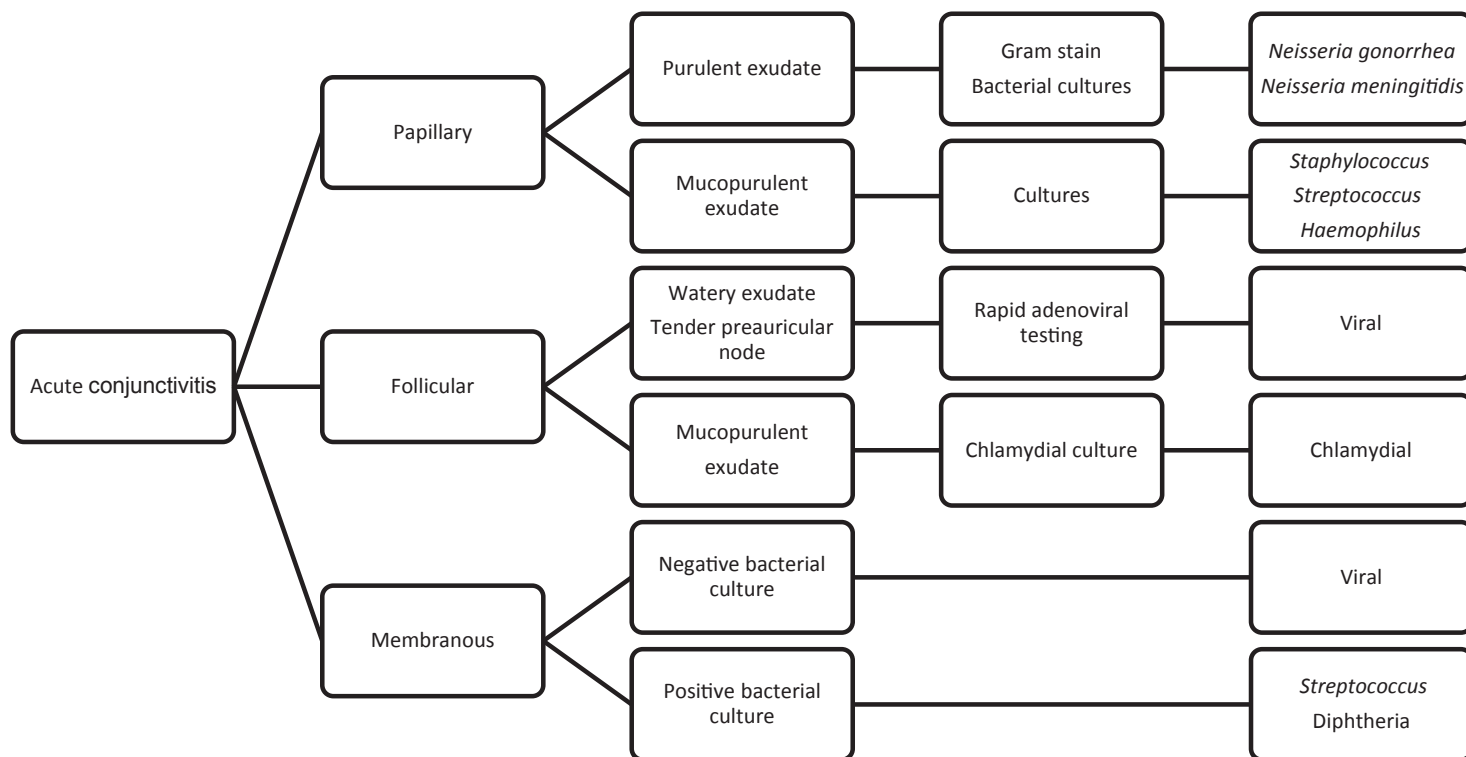 Acute conjunctivitis
Papillary
Purulent exudate
Gram stain
Bacterial cultures
Neisseria gonorrhea
Neisseria meningitidis
Mucopurulent
exudate
Cultures
Staphylococcus
Streptococcus
Haemophilus
Follicular
Watery exudate
Tender preauricular
node
Rapid adenoviral
testing
Viral
Mucopurulent
exudate
Chlamydial culture
Chlamydial
Membranous
Negative bacterial
culture
Viral
Positive bacterial
culture
Streptococcus
Diphtheria